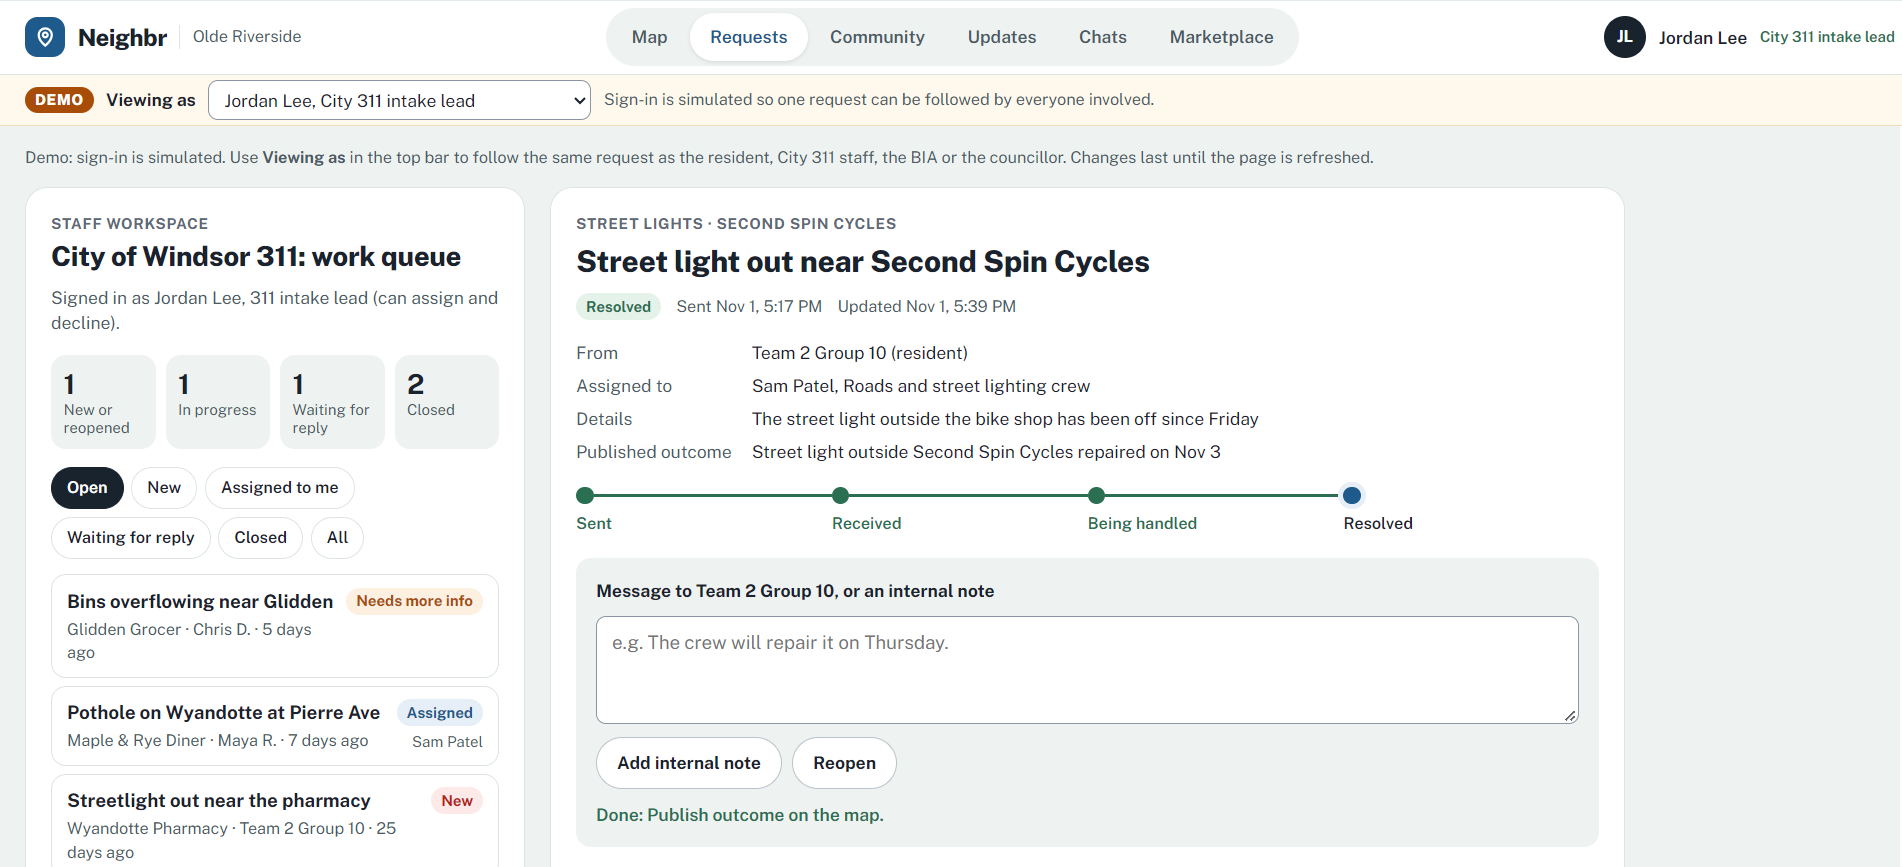 Neighbr
Olde Riverside
Map
Requests
Community
Updates
Chats
Marketplace
JL
Jordan Lee
City 311 intake lead
DEMO
Viewing as
Jordan Lee, City 311 intake lead
Sign-in is simulated so one request can be followed by everyone involved.
Demo: sign-in is simulated. Use Viewing as in the top bar to follow the same request as the resident, City 311 staff, the BIA or the councillor. Changes last until the page is refreshed.
STAFF WORKSPACE
City of Windsor 311: work queue
Signed in as Jordan Lee, 311 intake lead (can assign and
decline).
1
New or
reopened
1
In progress
1
Waiting for
reply
2
Closed
Open
New
Assigned to me
Waiting for reply
Closed
All
Bins overflowing near Glidden
Needs more info
Glidden Grocer · Chris D. · 5 days
ago
Pothole on Wyandotte at Pierre Ave
Assigned
Maple & Rye Diner · Maya R. · 7 days ago
Sam Patel
Streetlight out near the pharmacy
New
Wyandotte Pharmacy · Team 2 Group 10 · 25
days ago
STREET LIGHTS · SECOND SPIN CYCLES
Street light out near Second Spin Cycles
Resolved
Sent Nov 1, 5:17 PM
Updated Nov 1, 5:39 PM
From
Team 2 Group 10 (resident)
Assigned to
Sam Patel, Roads and street lighting crew
Details
The street light outside the bike shop has been off since Friday
Published outcome
Street light outside Second Spin Cycles repaired on Nov 3
Sent
Received
Being handled
Resolved
Message to Team 2 Group 10, or an internal note
e.g. The crew will repair it on Thursday.
Add internal note
Reopen
Done: Publish outcome on the map.